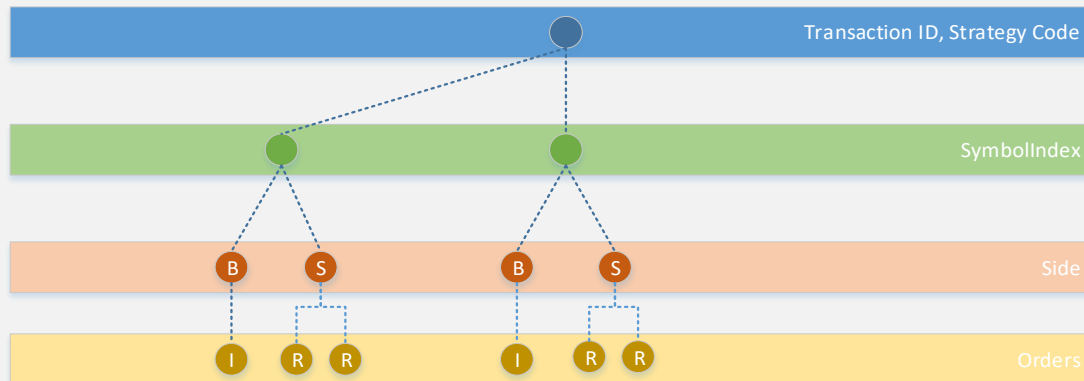 Transaction ID, Strategy Code
SymbolIndex
B S B S Side
I R R I R R Orders